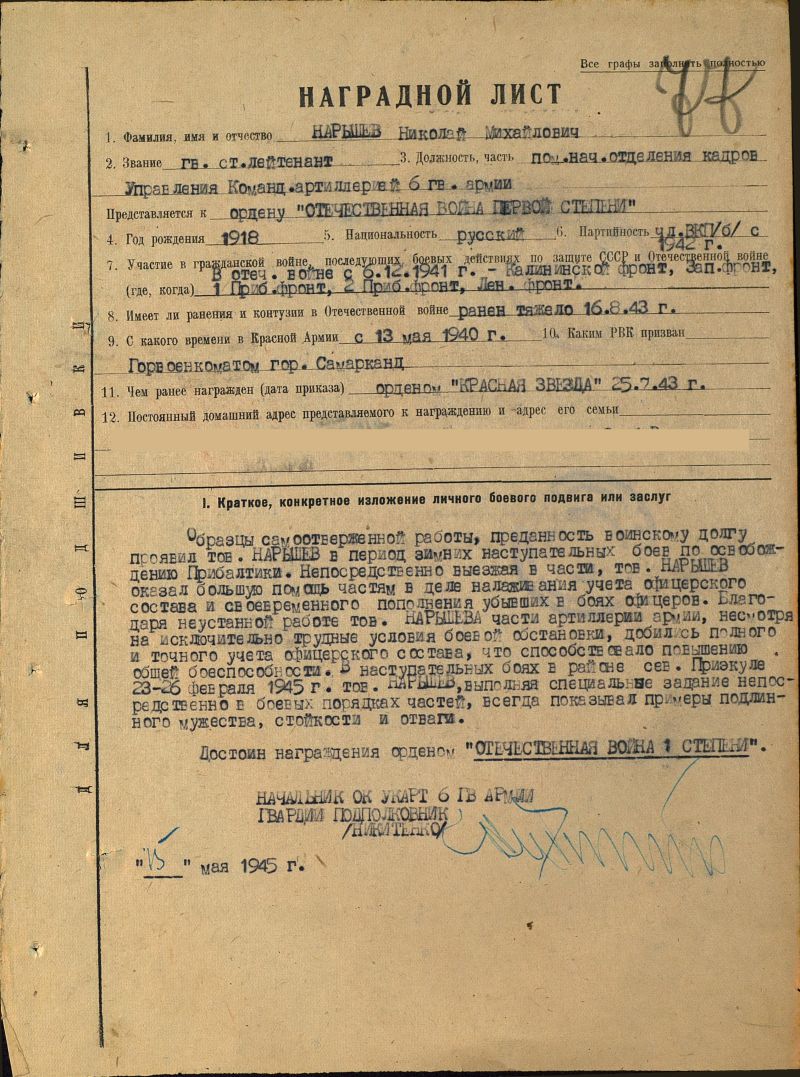 Все графы заполнять полностью
НАГРАДНОЙ ЛИСТ
1. Фамилия, имя и отчество НАРЫШЕВ Николай Михайлович
2. Звание гв. ст.лейтенант 3. Должность, часть пом.нач.отделения кадров
Управления Команд.артиллерией 6 гв. армии
Представляется к ордену "ОТЕЧЕСТВЕННАЯ ВОЙНА ПЕРВОЙ СТЕПЕНИ"
4. Год рождения 1918 5. Национальность русский 6. Партийность чл.ВКП/б/ с
1942 г.
7. Участие в гражданской войне, последующих боевых действиях по защите СССР и Отечественной войне
В отеч. войне с 6.12.1941 г. - Калининской фронт, Зап.фронт,
(где, когда) 1 Приб.фронт, 2 Приб.фронт, Лен. фронт.
8. Имеет ли ранения и контузии в Отечественной войне ранен тяжело 16.8.43 г.
9. С какого времени в Красной Армии с 13 мая 1940 г. 10. Каким РВК призван
Горвоенкоматом гор. Самарканд
11. Чем ранее награжден (дата приказа) орденом "КРАСНАЯ ЗВЕЗДА" 25.7.43 г.
12. Постоянный домашний адрес представляемого к награждению и адрес его семьи
I. Краткое, конкретное изложение личного боевого подвига или заслуг
Образцы самоотверженной работы, преданность воинскому долгу
проявил тов. НАРЫШЕВ в период зимних наступательных боев по освобож-
дению Прибалтики. Непосредственно выезжая в части, тов. НАРЫШЕВ
оказал большую помощь частям в деле налаживания учета офицерского
состава и своевременного пополнения убывших в боях офицеров. Благо-
даря неустанной работе тов. НАРЫШЕВА части артиллерии армии, несмотря
на исключительно трудные условия боевой обстановки, добились полного
и точного учета офицерского состава, что способствовало повышению
общей боеспособности. В наступательных боях в районе сев. Приэкуле
23-26 февраля 1945 г. тов. НАРЫШЕВ, выполняя специальные задание непос-
редственно в боевых порядках частей, всегда показывал примеры подлин-
ного мужества, стойкости и отваги.
Достоин награждения орденом "ОТЕЧЕСТВЕННАЯ ВОЙНА 1 СТЕПЕНИ".
НАЧАЛЬНИК ОК УКАРТ 6 ГВ АРМИИ
ГВАРДИИ ПОДПОЛКОВНИК
/НИКИТЕНКО/
"15" мая 1945 г.
Для подшивки